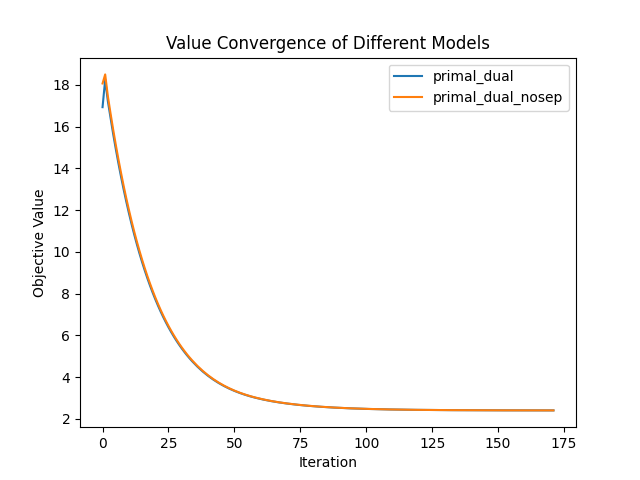 Value Convergence of Different Models
primal_dual
primal_dual_nosep
18
16
14
12
10
8
6
4
2
Objective Value
0 25 50 75 100 125 150 175
Iteration